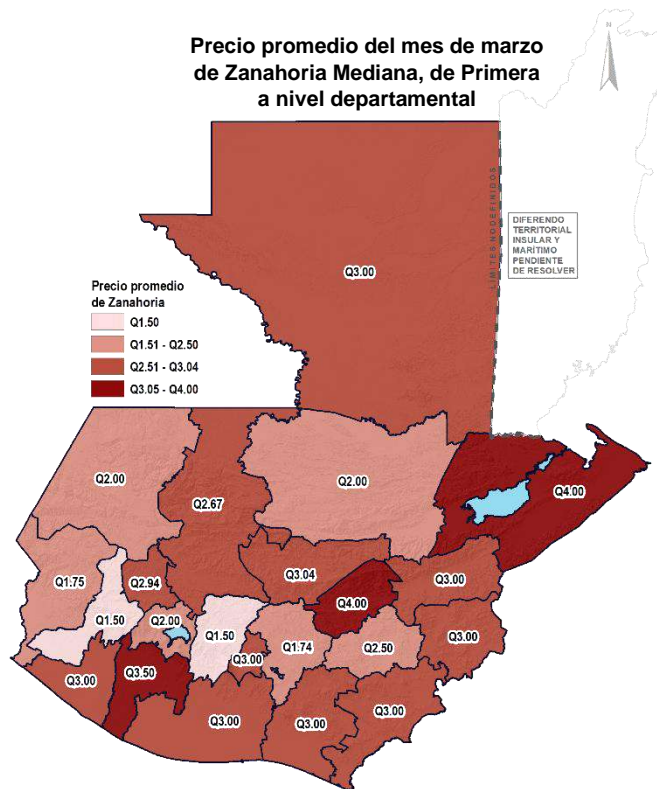 Precio promedio del mes de marzo
de Zanahoria Mediana, de Primera
a nivel departamental
N
LÍMITES NO DEFINIDOS
DIFERENDO
TERRITORIAL
INSULAR Y
MARÍTIMO
PENDIENTE
DE RESOLVER
Q3.00
Precio promedio
de Zanahoria
Q1.50
Q1.51 - Q2.50
Q2.51 - Q3.04
Q3.05 - Q4.00
Q2.00
Q2.67
Q2.00
Q4.00
Q1.75
Q2.94
Q3.04
Q3.00
Q4.00
Q1.50
Q2.00
Q1.50
Q1.74
Q2.50
Q3.00
Q3.00
Q3.00
Q3.50
Q3.00
Q3.00
Q3.00